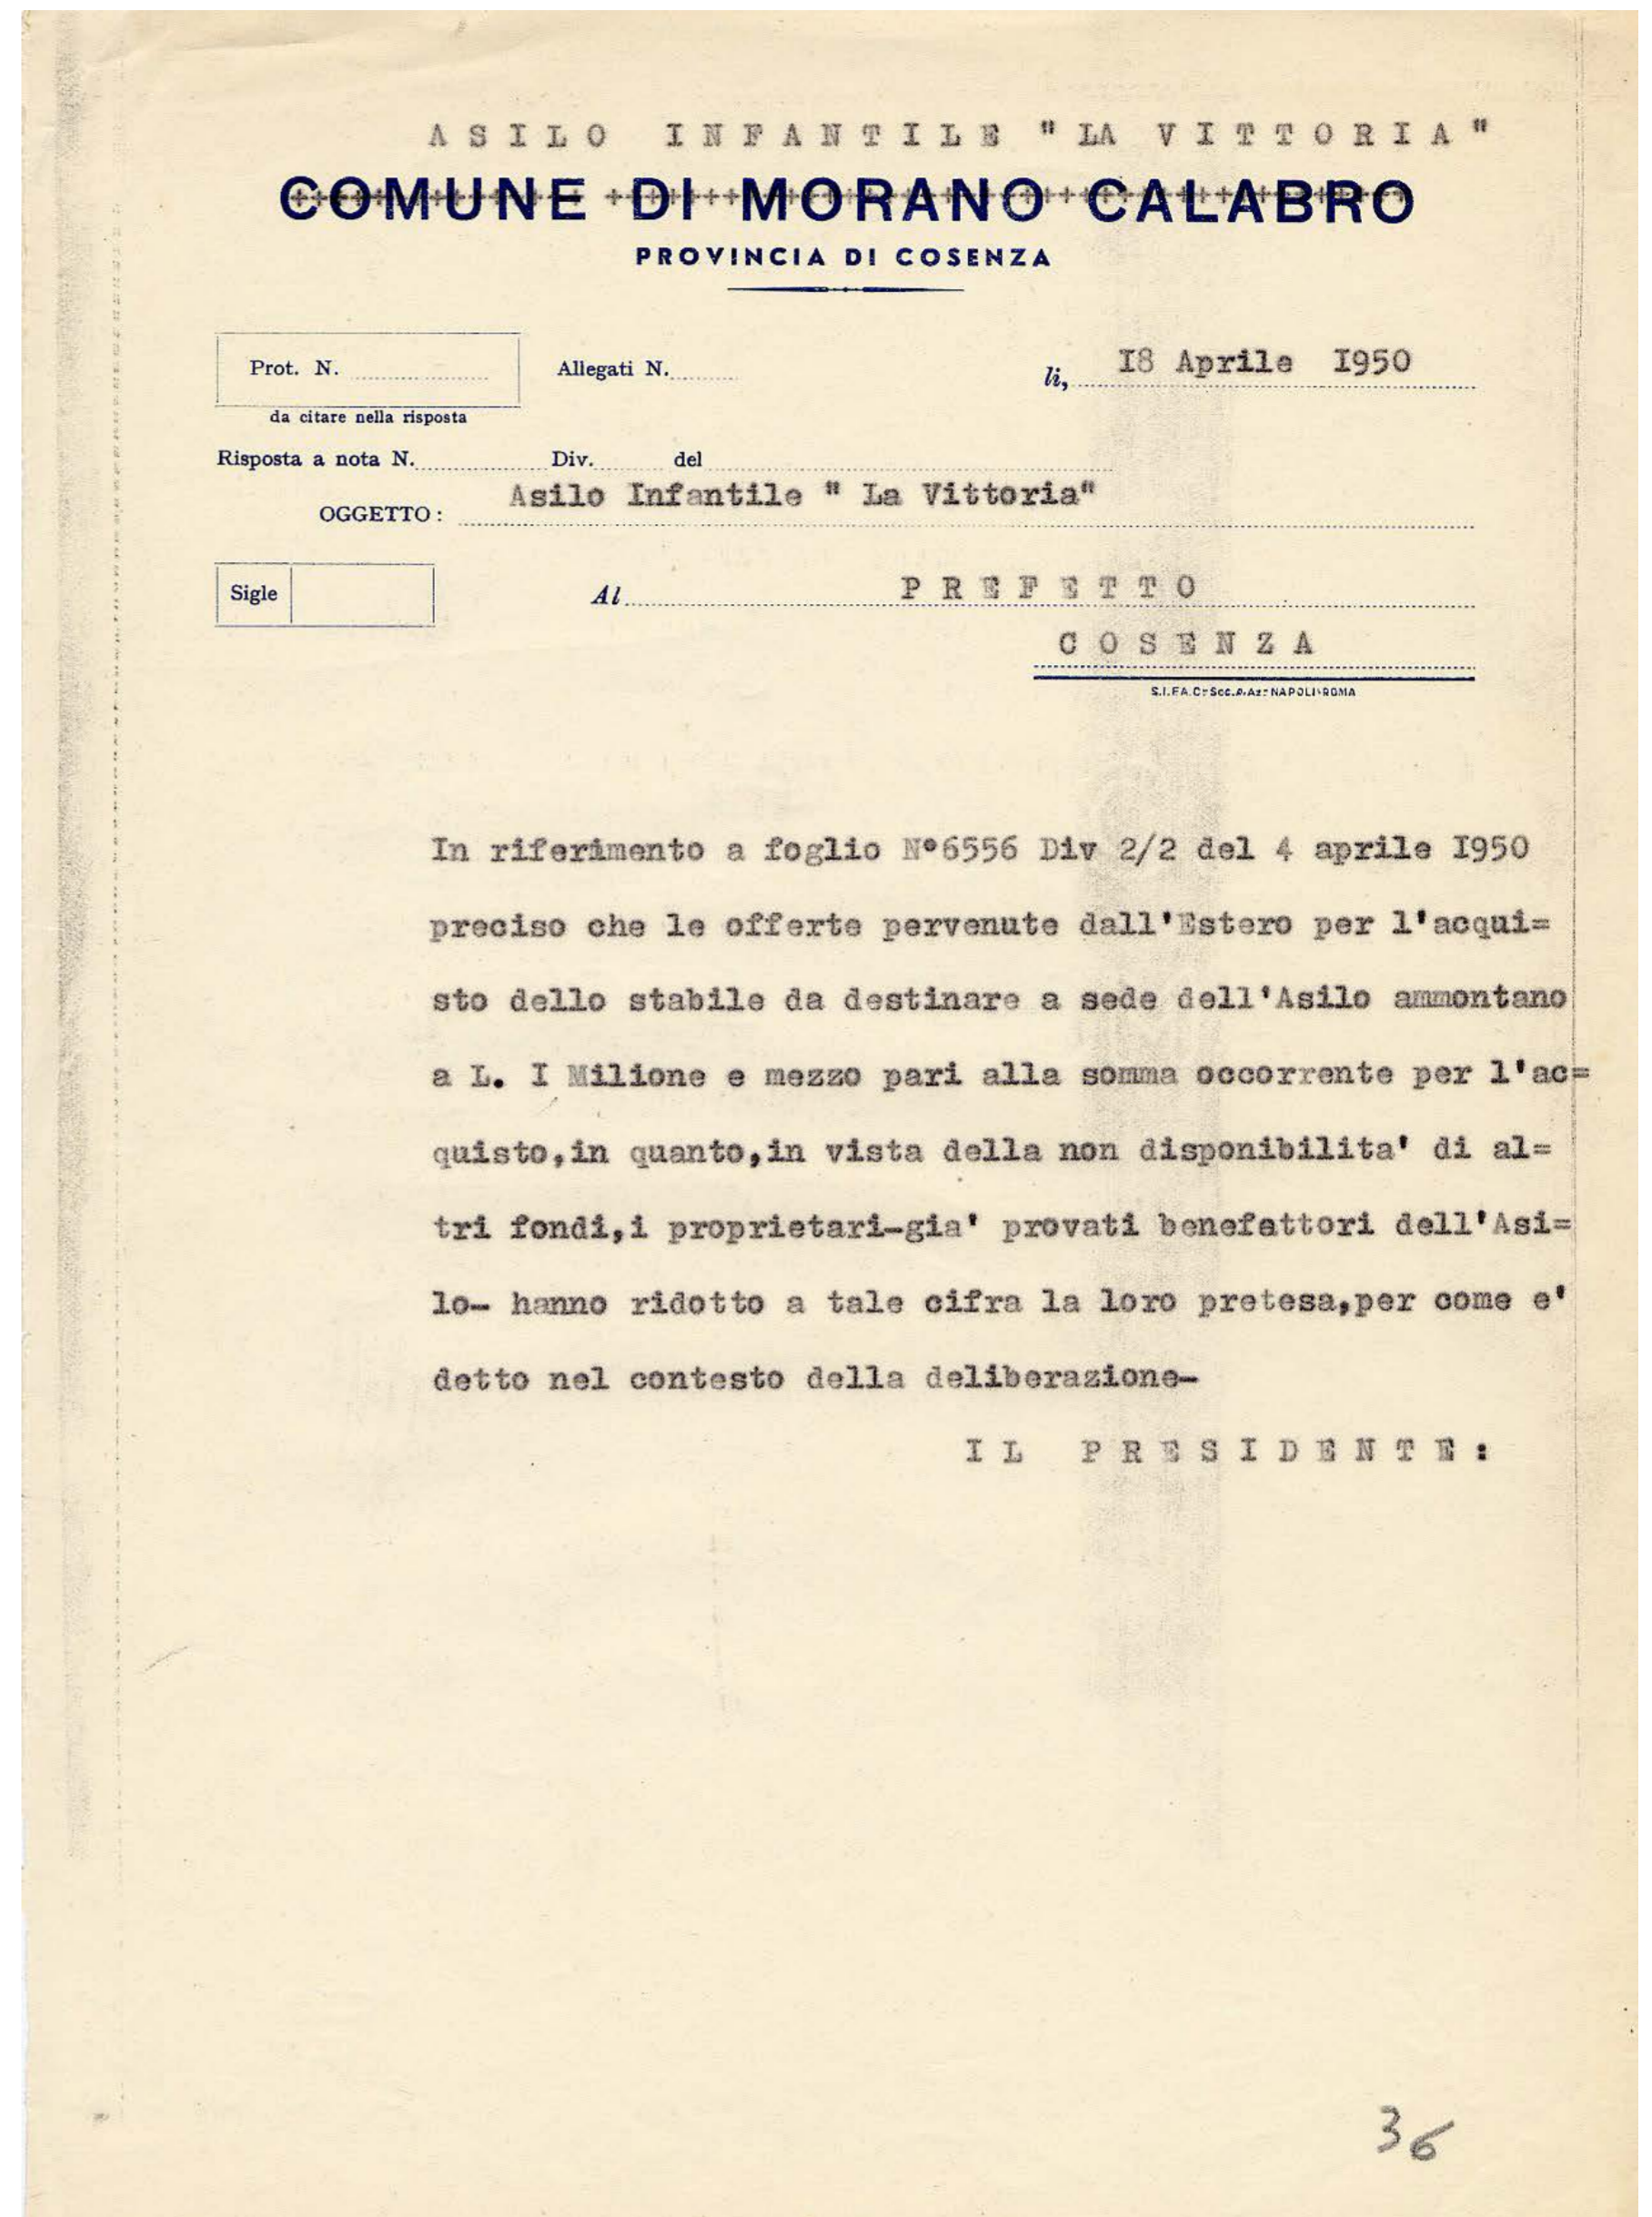 ASILO INFANTILE "LA VITTORIA"
COMUNE DI MORANO CALABRO
PROVINCIA DI COSENZA
Prot. N. Allegati N. li, I8 Aprile I950
da citare nella risposta
Risposta a nota N. Div. del
OGGETTO: Asilo Infantile " La Vittoria"
Sigle Al PREFETTO
COSENZA
S.I.FA.C. Soc. p. Az. NAPOLI-ROMA
In riferimento a foglio N°6556 Div 2/2 del 4 aprile I950
preciso che le offerte pervenute dall'Estero per l'acqui=
sto dello stabile da destinare a sede dell'Asilo ammontano
a L. I Milione e mezzo pari alla somma occorrente per l'ac=
quisto,in quanto,in vista della non disponibilita' di al=
tri fondi,i proprietari-gia' provati benefattori dell'Asi=
lo- hanno ridotto a tale cifra la loro pretesa,per come e'
detto nel contesto della deliberazione-
IL PRESIDENTE:
36